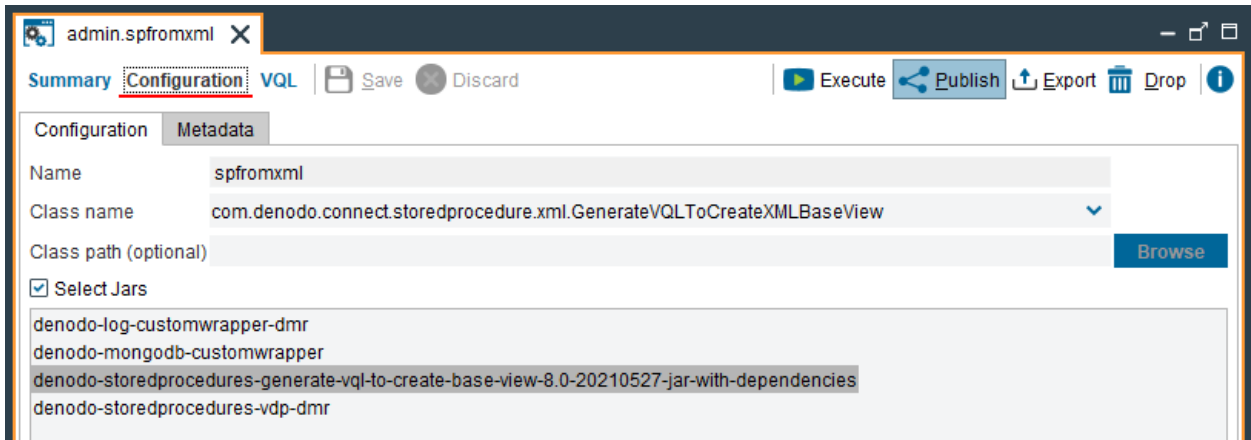 admin.spfromxml
Summary Configuration VQL Save Discard Execute Publish Export Drop
Configuration Metadata
Name spfromxml
Class name com.denodo.connect.storedprocedure.xml.GenerateVQLToCreateXMLBaseView
Class path (optional) Browse
Select Jars
denodo-log-customwrapper-dmr
denodo-mongodb-customwrapper
denodo-storedprocedures-generate-vql-to-create-base-view-8.0-20210527-jar-with-dependencies
denodo-storedprocedures-vdp-dmr